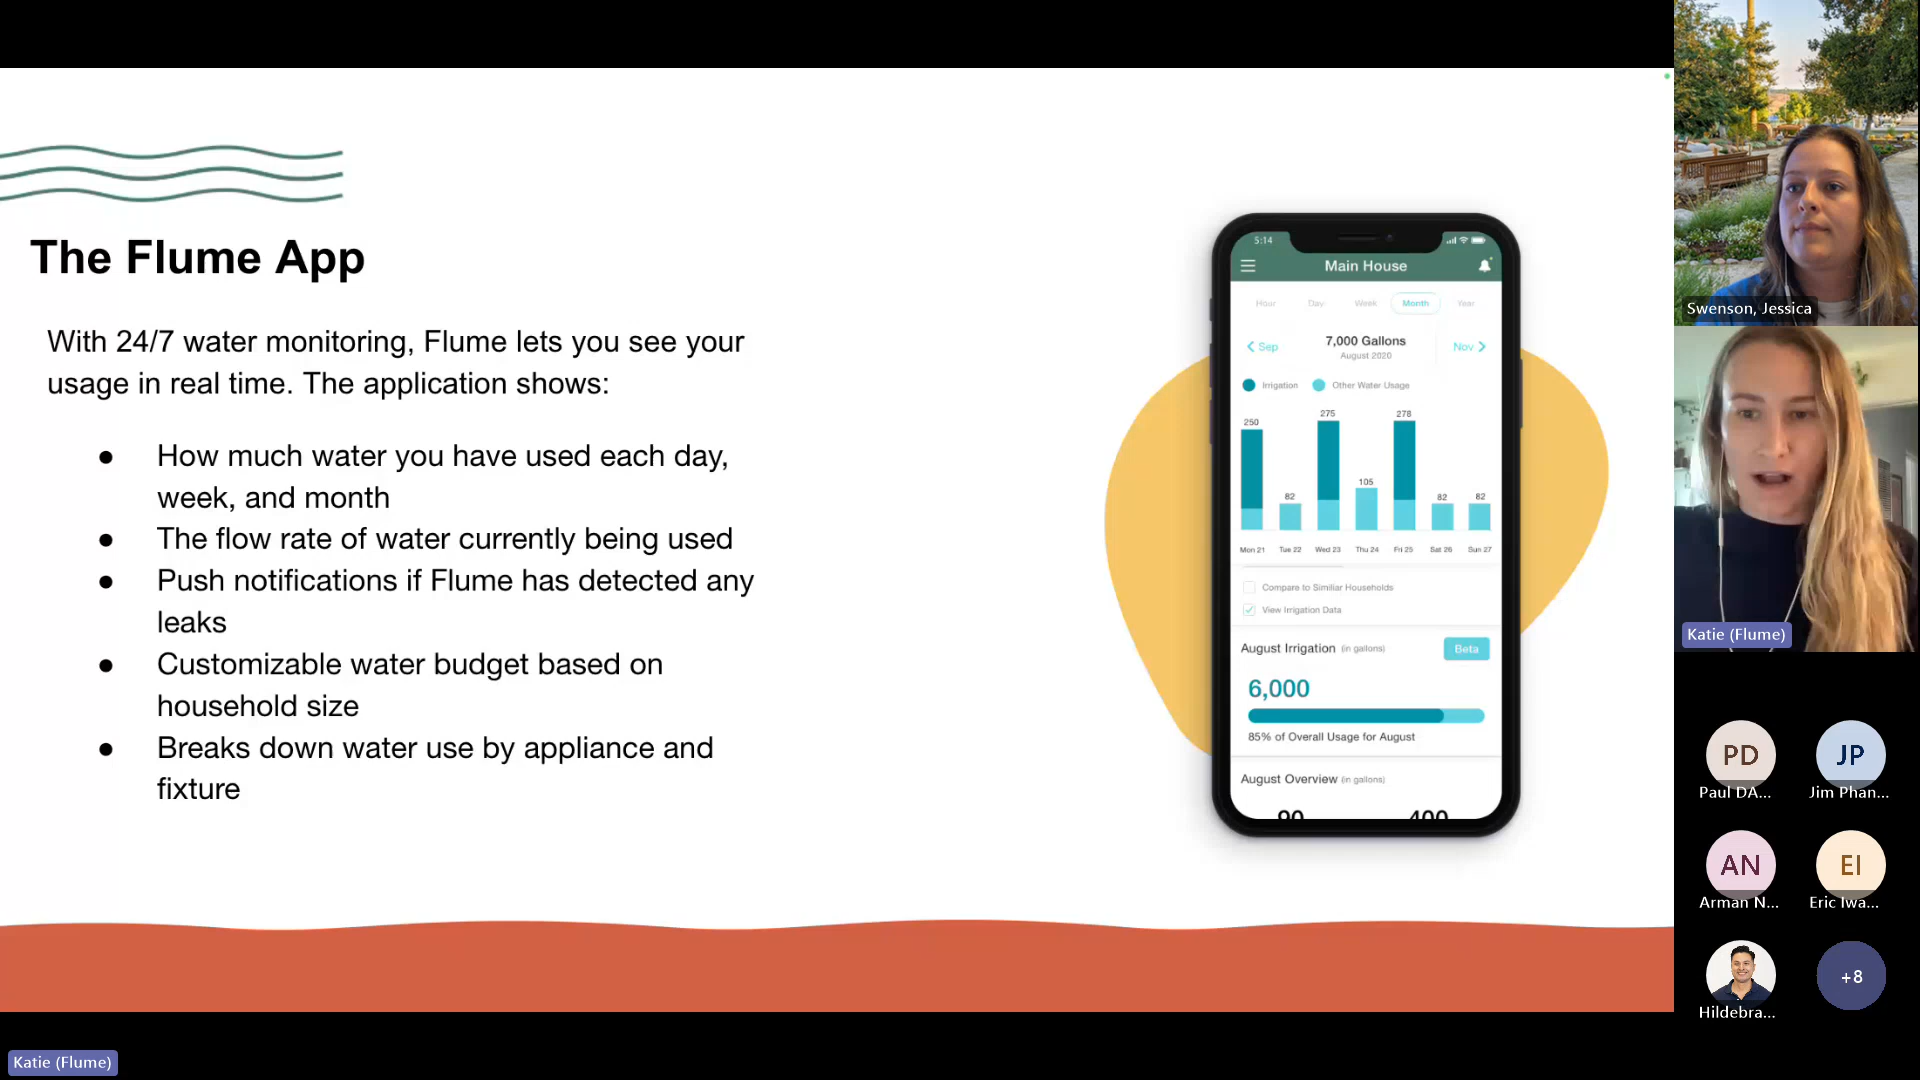 The Flume App
With 24/7 water monitoring, Flume lets you see your
usage in real time. The application shows:
● How much water you have used each day,
week, and month
● The flow rate of water currently being used
● Push notifications if Flume has detected any
leaks
● Customizable water budget based on
household size
● Breaks down water use by appliance and
fixture
5:14
Main House
Hour Day Week Month Year
Sep 7,000 Gallons Nov
August 2020
Irrigation Other Water Usage
250 82 275 105 278 82 82
Mon 21 Tue 22 Wed 23 Thu 24 Fri 25 Sat 26 Sun 27
Compare to Similiar Households
View Irrigation Data
August Irrigation (in gallons) Beta
6,000
85% of Overall Usage for August
August Overview (in gallons)
90 400
Swenson, Jessica
Katie (Flume)
PD JP
Paul DA... Jim Phan...
AN EI
Arman N... Eric Iwa...
+8
Hildebra...
Katie (Flume)